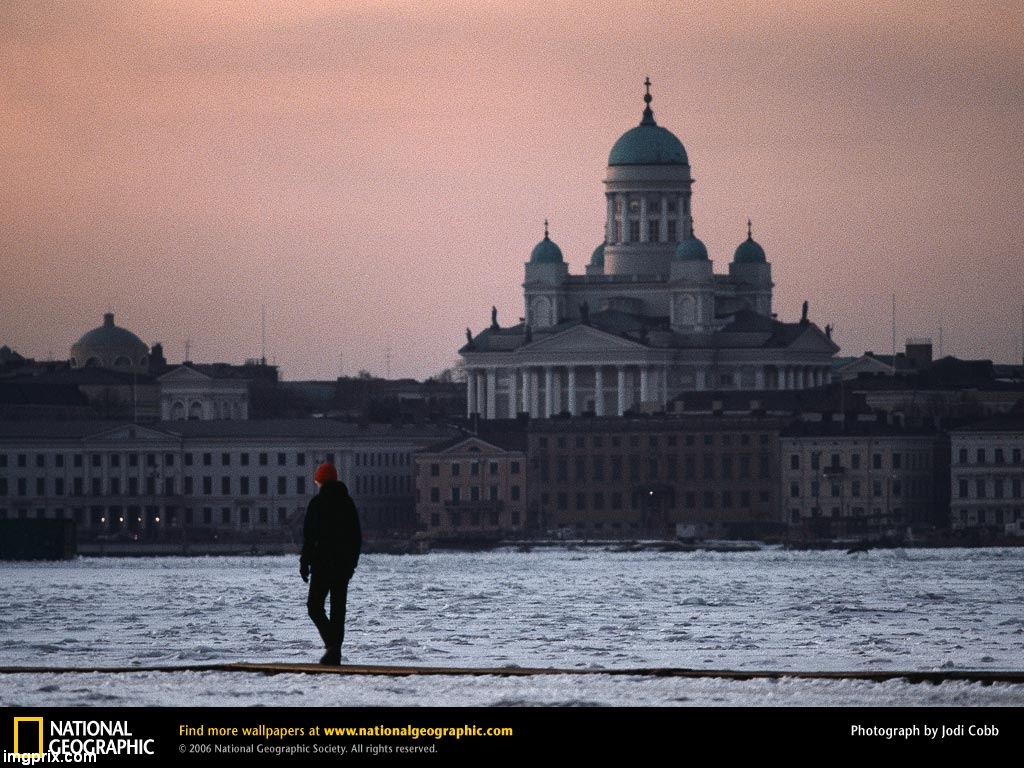 NATIONAL
GEOGRAPHIC
Find more wallpapers at www.nationalgeographic.com
© 2006 National Geographic Society. All rights reserved.
Photograph by Jodi Cobb
imgprix.com